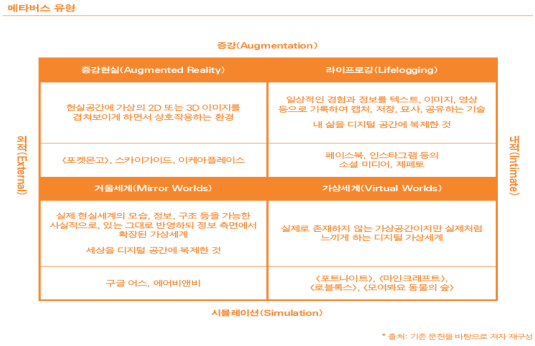 메타버스 유형
증강(Augmentation)
외적(External)
내적(Intimate)
증강현실(Augmented Reality)
현실공간에 가상의 2D 또는 3D 이미지를
겹쳐보이게 하면서 상호작용하는 환경
〈포켓몬고〉, 스카이가이드, 이케아플레이스
라이프로깅(Lifelogging)
일상적인 경험과 정보를 텍스트, 이미지, 영상
등으로 기록하여 캡처, 저장, 묘사, 공유하는 기술
내 삶을 디지털 공간에 복제한 것
페이스북, 인스타그램 등의
소셜 미디어, 제페토
거울세계(Mirror Worlds)
실제 현실세계의 모습, 정보, 구조 등을 가능한
사실적으로, 있는 그대로 반영하되 정보 측면에서
확장된 가상세계
세상을 디지털 공간에 복제한 것
구글 어스, 에어비앤비
가상세계(Virtual Worlds)
실제로 존재하지 않는 가상공간이지만 실제처럼
느끼게 하는 디지털 가상세계
〈포트나이트〉, 〈마인크래프트〉,
〈로블록스〉, 〈모여봐요 동물의 숲〉
시뮬레이션(Simulation)
* 출처: 기존 문헌을 바탕으로 저자 재구성